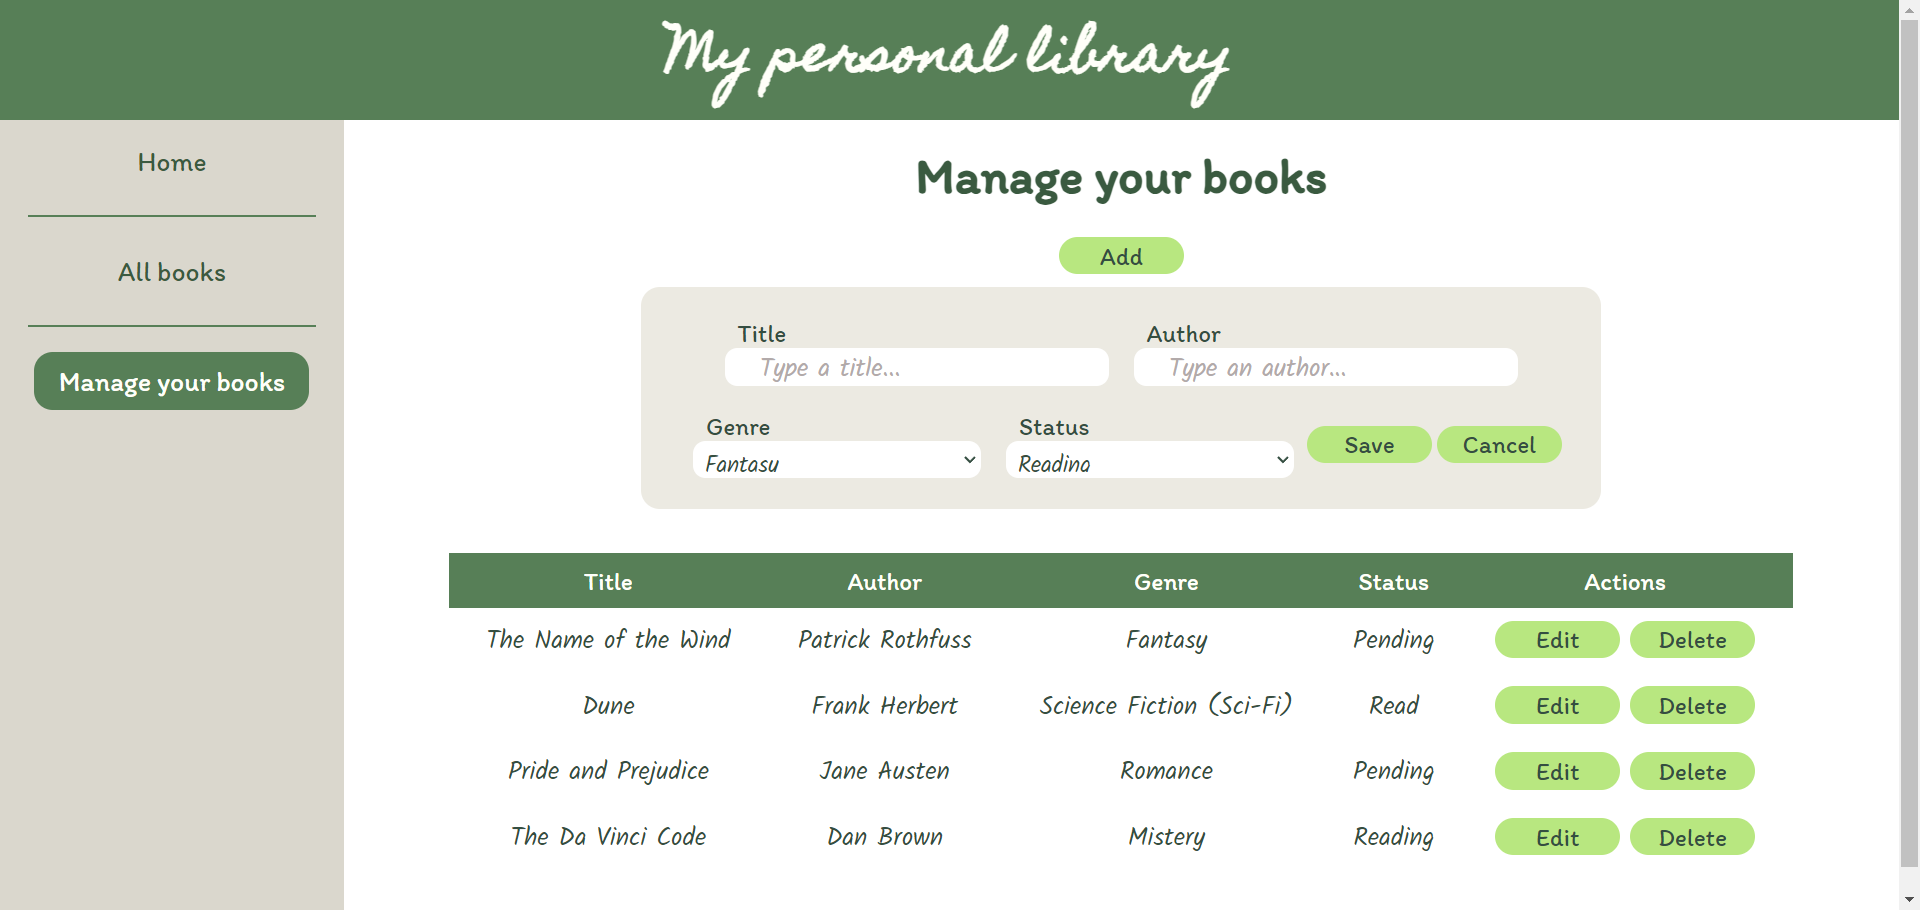 My personal library
Home
All books
Manage your books
Manage your books
Add
Title Author
Type a title... Type an author...
Genre Status
Fantasy Reading Save Cancel
Title Author Genre Status Actions
The Name of the Wind Patrick Rothfuss Fantasy Pending Edit Delete
Dune Frank Herbert Science Fiction (Sci-Fi) Read Edit Delete
Pride and Prejudice Jane Austen Romance Pending Edit Delete
The Da Vinci Code Dan Brown Mistery Reading Edit Delete